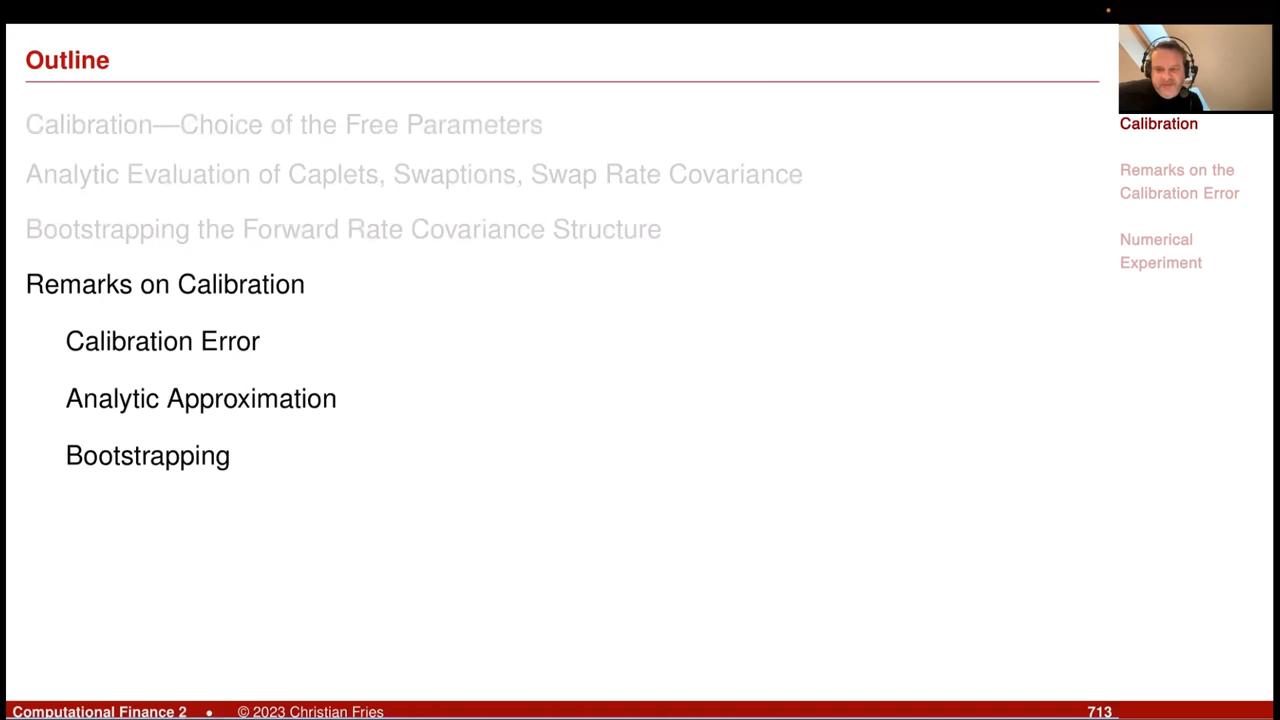 Outline
Calibration—Choice of the Free Parameters
Analytic Evaluation of Caplets, Swaptions, Swap Rate Covariance
Bootstrapping the Forward Rate Covariance Structure
Remarks on Calibration
Calibration Error
Analytic Approximation
Bootstrapping
Calibration
Remarks on the
Calibration Error
Numerical
Experiment
Computational Finance 2 • © 2023 Christian Fries 713